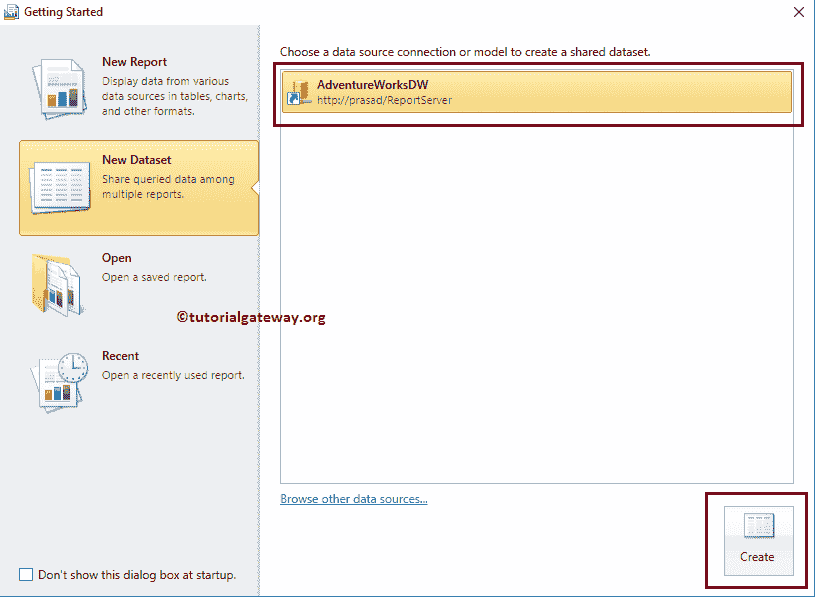 Getting Started
New Report
Display data from various
data sources in tables, charts,
and other formats.
New Dataset
Share queried data among
multiple reports.
Open
Open a saved report.
Recent
Open a recently used report.
Don't show this dialog box at startup.
Choose a data source connection or model to create a shared dataset.
AdventureWorksDW
http://prasad/ReportServer
©tutorialgateway.org
Browse other data sources...
Create